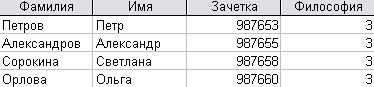 Фамилия Имя Зачетка Философия
Петров Петр 987653 3
Александров Александр 987655 3
Сорокина Светлана 987658 3
Орлова Ольга 987660 3